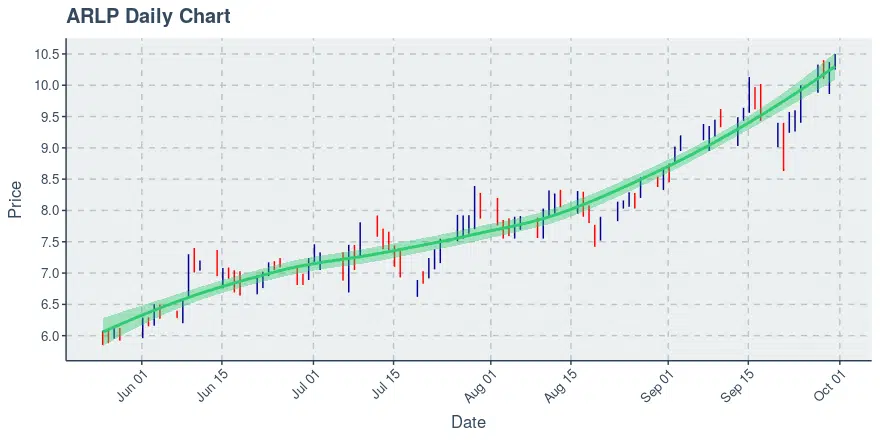 ARLP Daily Chart
Price
10.5
10.0
9.5
9.0
8.5
8.0
7.5
7.0
6.5
6.0
Jun 01
Jun 15
Jul 01
Jul 15
Aug 01
Aug 15
Sep 01
Sep 15
Oct 01
Date